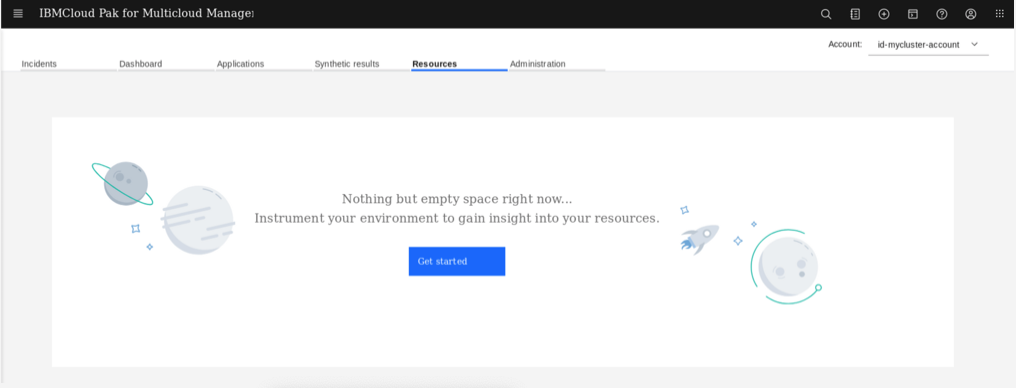 IBMCloud Pak for Multicloud Manager
Account: id-mycluster-account
Incidents Dashboard Applications Synthetic results Resources Administration
Nothing but empty space right now...
Instrument your environment to gain insight into your resources.
Get started